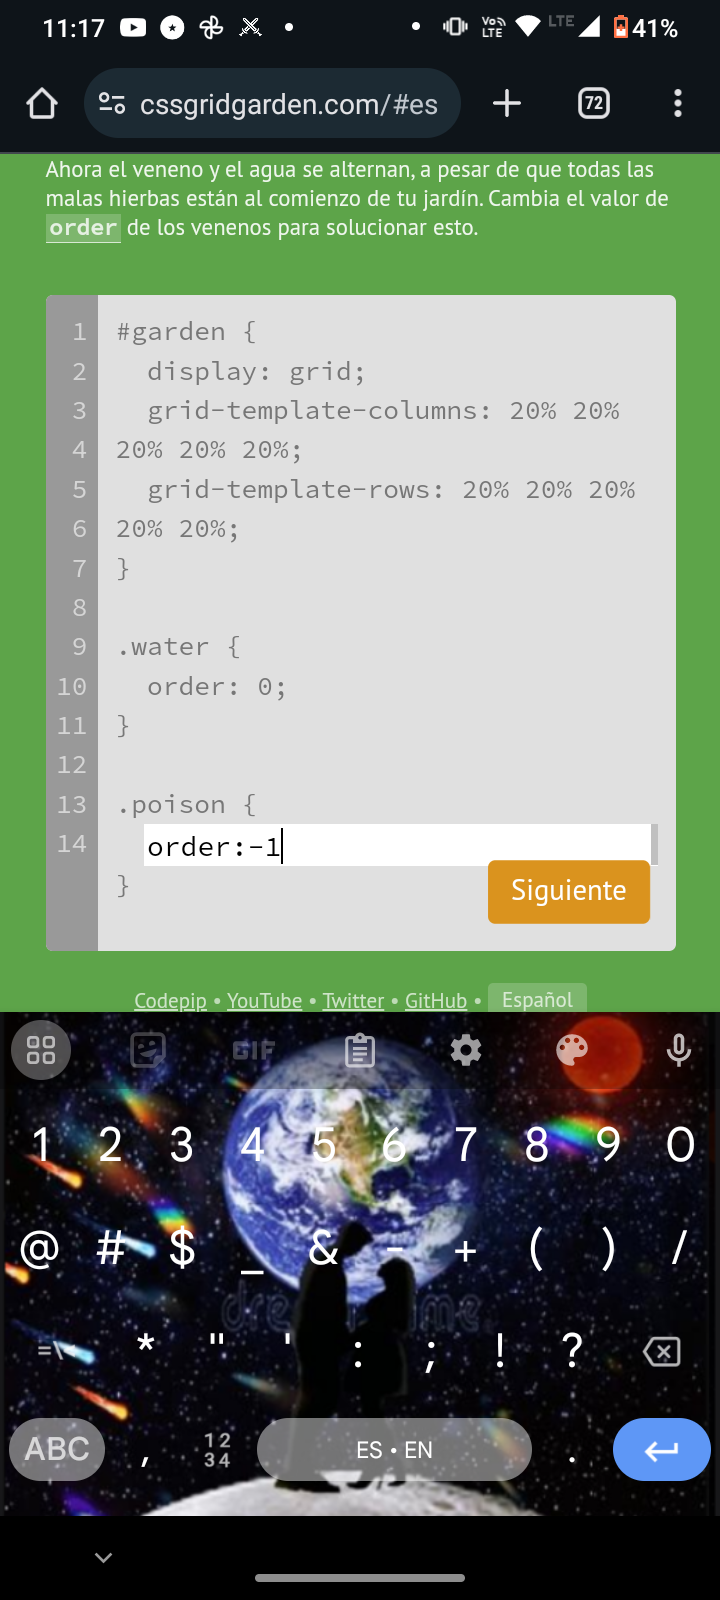 11:17 41%
Vo LTE LTE
cssgridgarden.com/#es 72
Ahora el veneno y el agua se alternan, a pesar de que todas las
malas hierbas están al comienzo de tu jardín. Cambia el valor de
order de los venenos para solucionar esto.
1 #garden {
2 display: grid;
3 grid-template-columns: 20% 20%
4 20% 20% 20%;
5 grid-template-rows: 20% 20% 20%
6 20% 20%;
7 }
8
9 .water {
10 order: 0;
11 }
12
13 .poison {
14 order:-1
}
Siguiente
Codepip • YouTube • Twitter • GitHub • Español
GIF
1 2 3 4 5 6 7 8 9 0
@ # $ _ & - + ( ) /
=\< * " ' : ; ! ?
ABC , 12 34 ES • EN .